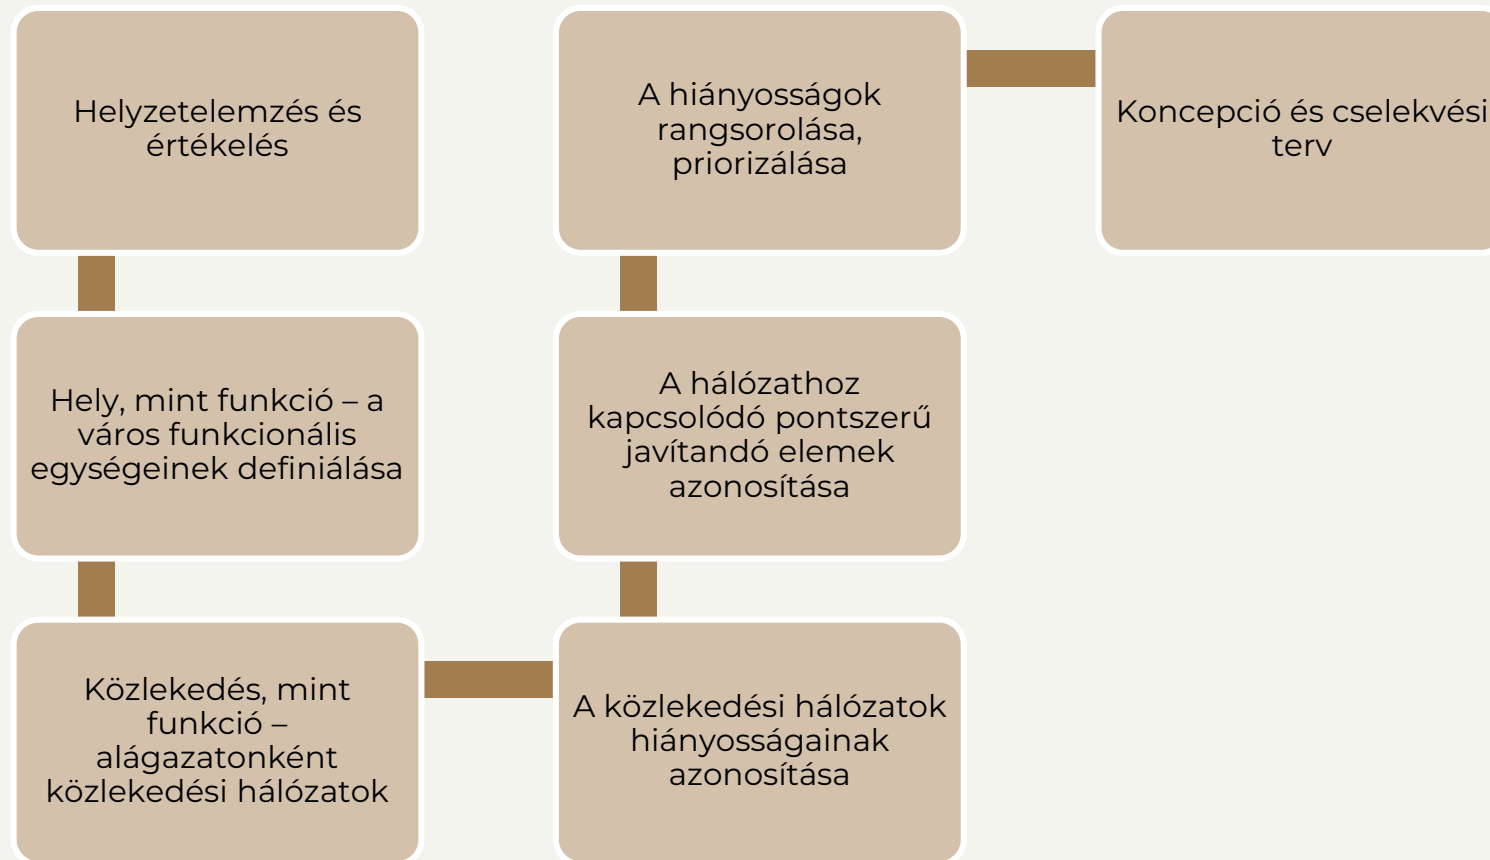 Helyzetelemzés és
értékelés
Hely, mint funkció – a
város funkcionális
egységeinek definiálása
Közlekedés, mint
funkció –
alágazatonként
közlekedési hálózatok
A közlekedési hálózatok
hiányosságainak
azonosítása
A hálózathoz
kapcsolódó pontszerű
javítandó elemek
azonosítása
A hiányosságok
rangsorolása,
priorizálása
Koncepció és cselekvési
terv